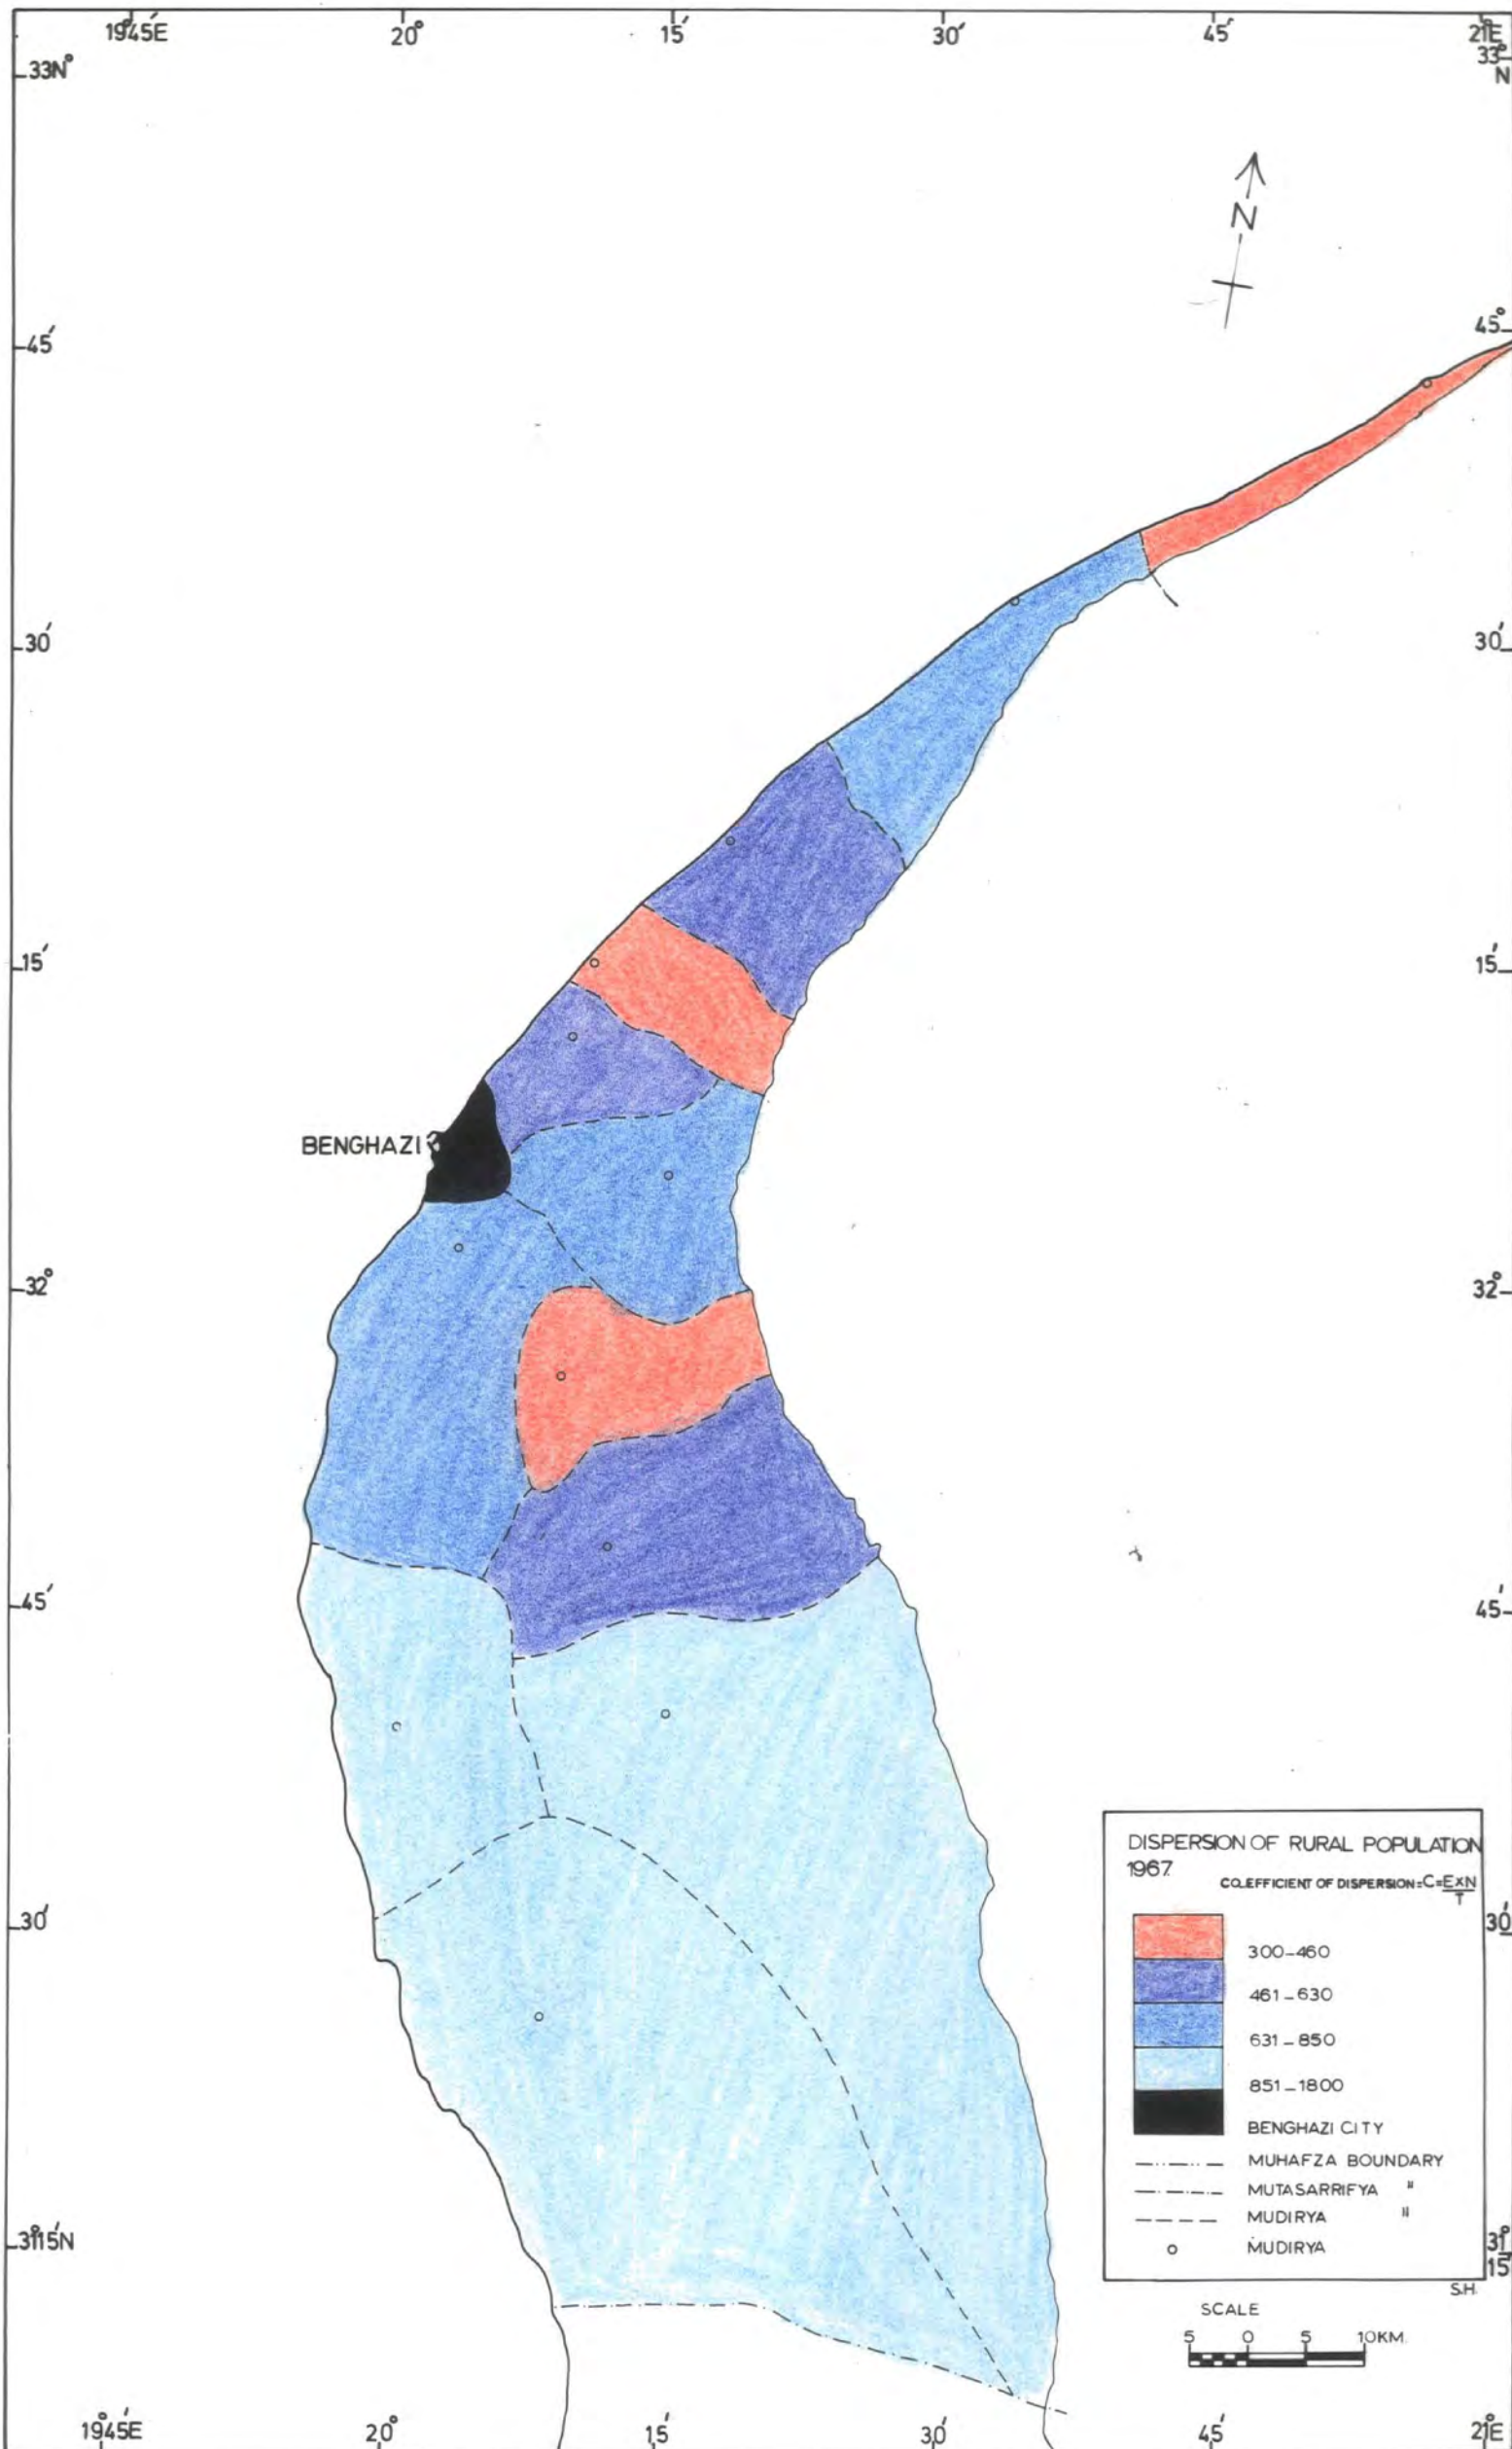 19°45'E 20° 15' 30' 45' 21°E
33N° 33° N
N
45' 45°
30' 30'
15' 15'
BENGHAZI
32° 32°
45' 45'
DISPERSION OF RURAL POPULATION
1967.
CO.EFFICIENT OF DISPERSION=C=E×N/T
30' 30'
300-460
461-630
631-850
851-1800
BENGHAZI CITY
MUHAFZA BOUNDARY
MUTASARRIFYA "
MUDIRYA "
MUDIRYA
31°15'N 31° 15'
S.H.
SCALE
5 0 5 10KM.
19°45'E 20° 15' 30' 45' 21°E